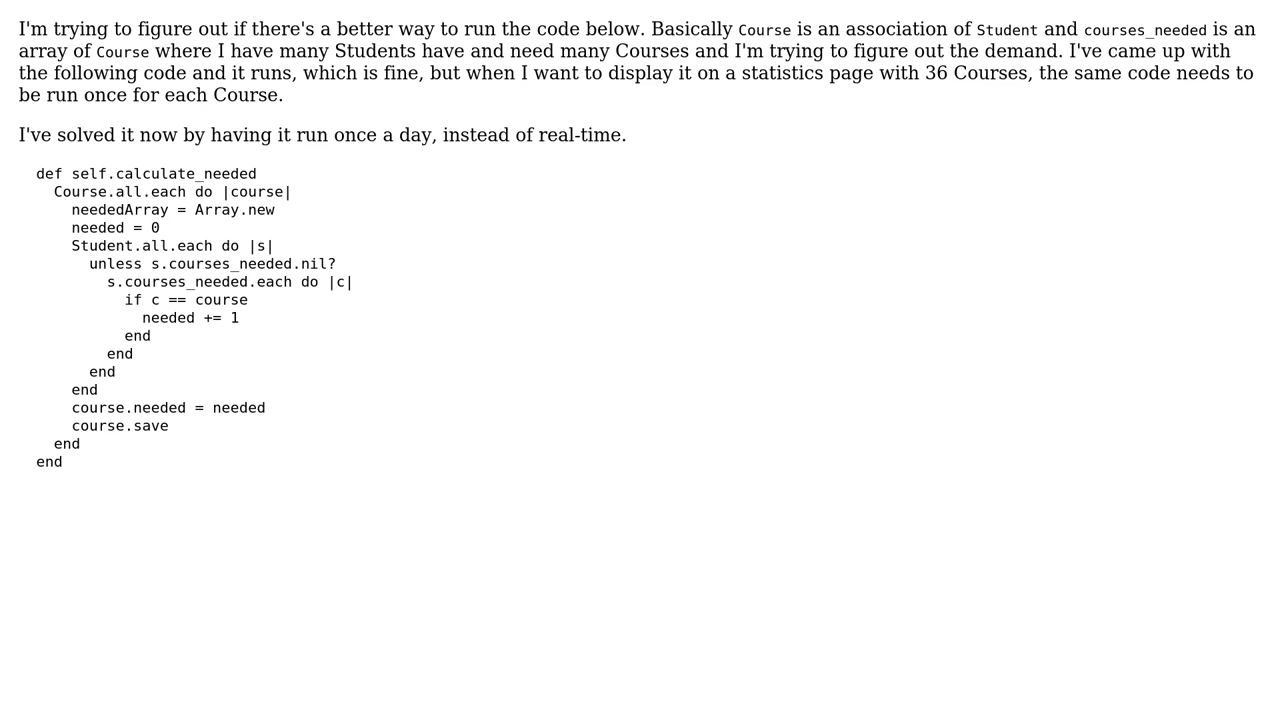 I'm trying to figure out if there's a better way to run the code below. Basically Course is an association of Student and courses_needed is an
array of Course where I have many Students have and need many Courses and I'm trying to figure out the demand. I've came up with
the following code and it runs, which is fine, but when I want to display it on a statistics page with 36 Courses, the same code needs to
be run once for each Course.
I've solved it now by having it run once a day, instead of real-time.
def self.calculate_needed
  Course.all.each do |course|
    neededArray = Array.new
    needed = 0
    Student.all.each do |s|
      unless s.courses_needed.nil?
        s.courses_needed.each do |c|
          if c == course
            needed += 1
          end
        end
      end
    end
    course.needed = needed
    course.save
  end
end